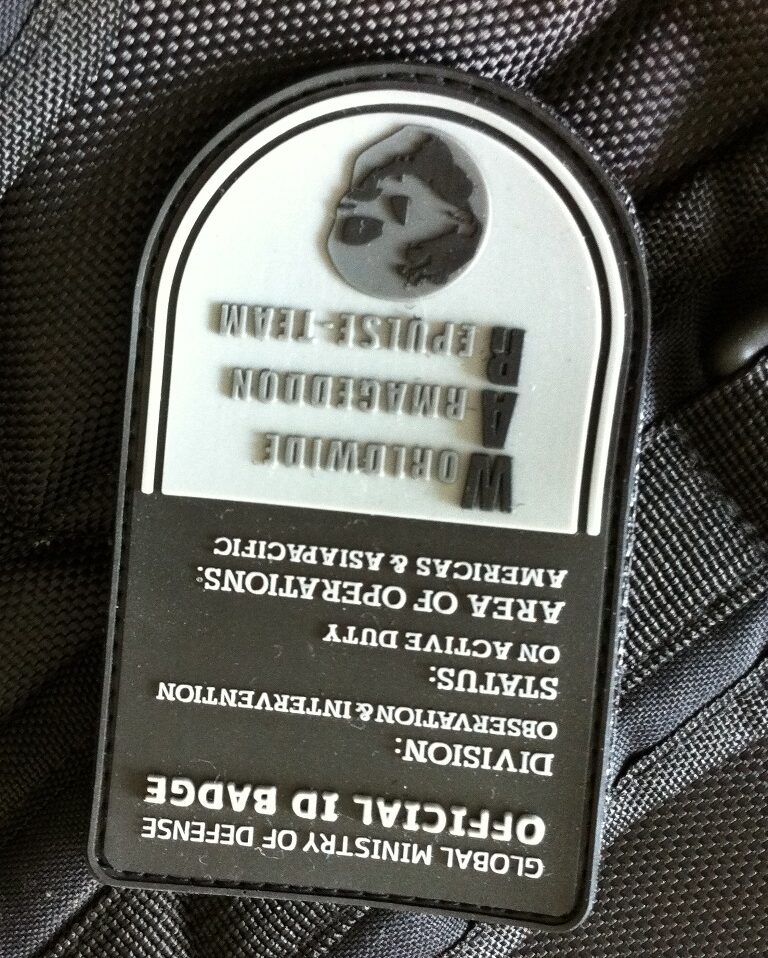 GLOBAL MINISTRY OF DEFENSE
OFFICIAL ID BADGE
DIVISION:
OBSERVATION & INTERVENTION
STATUS:
ON ACTIVE DUTY
AREA OF OPERATIONS:
AMERICAS & ASIAPACIFIC
WORLDWIDE
ARMAGEDDON
REPULSE-TEAM